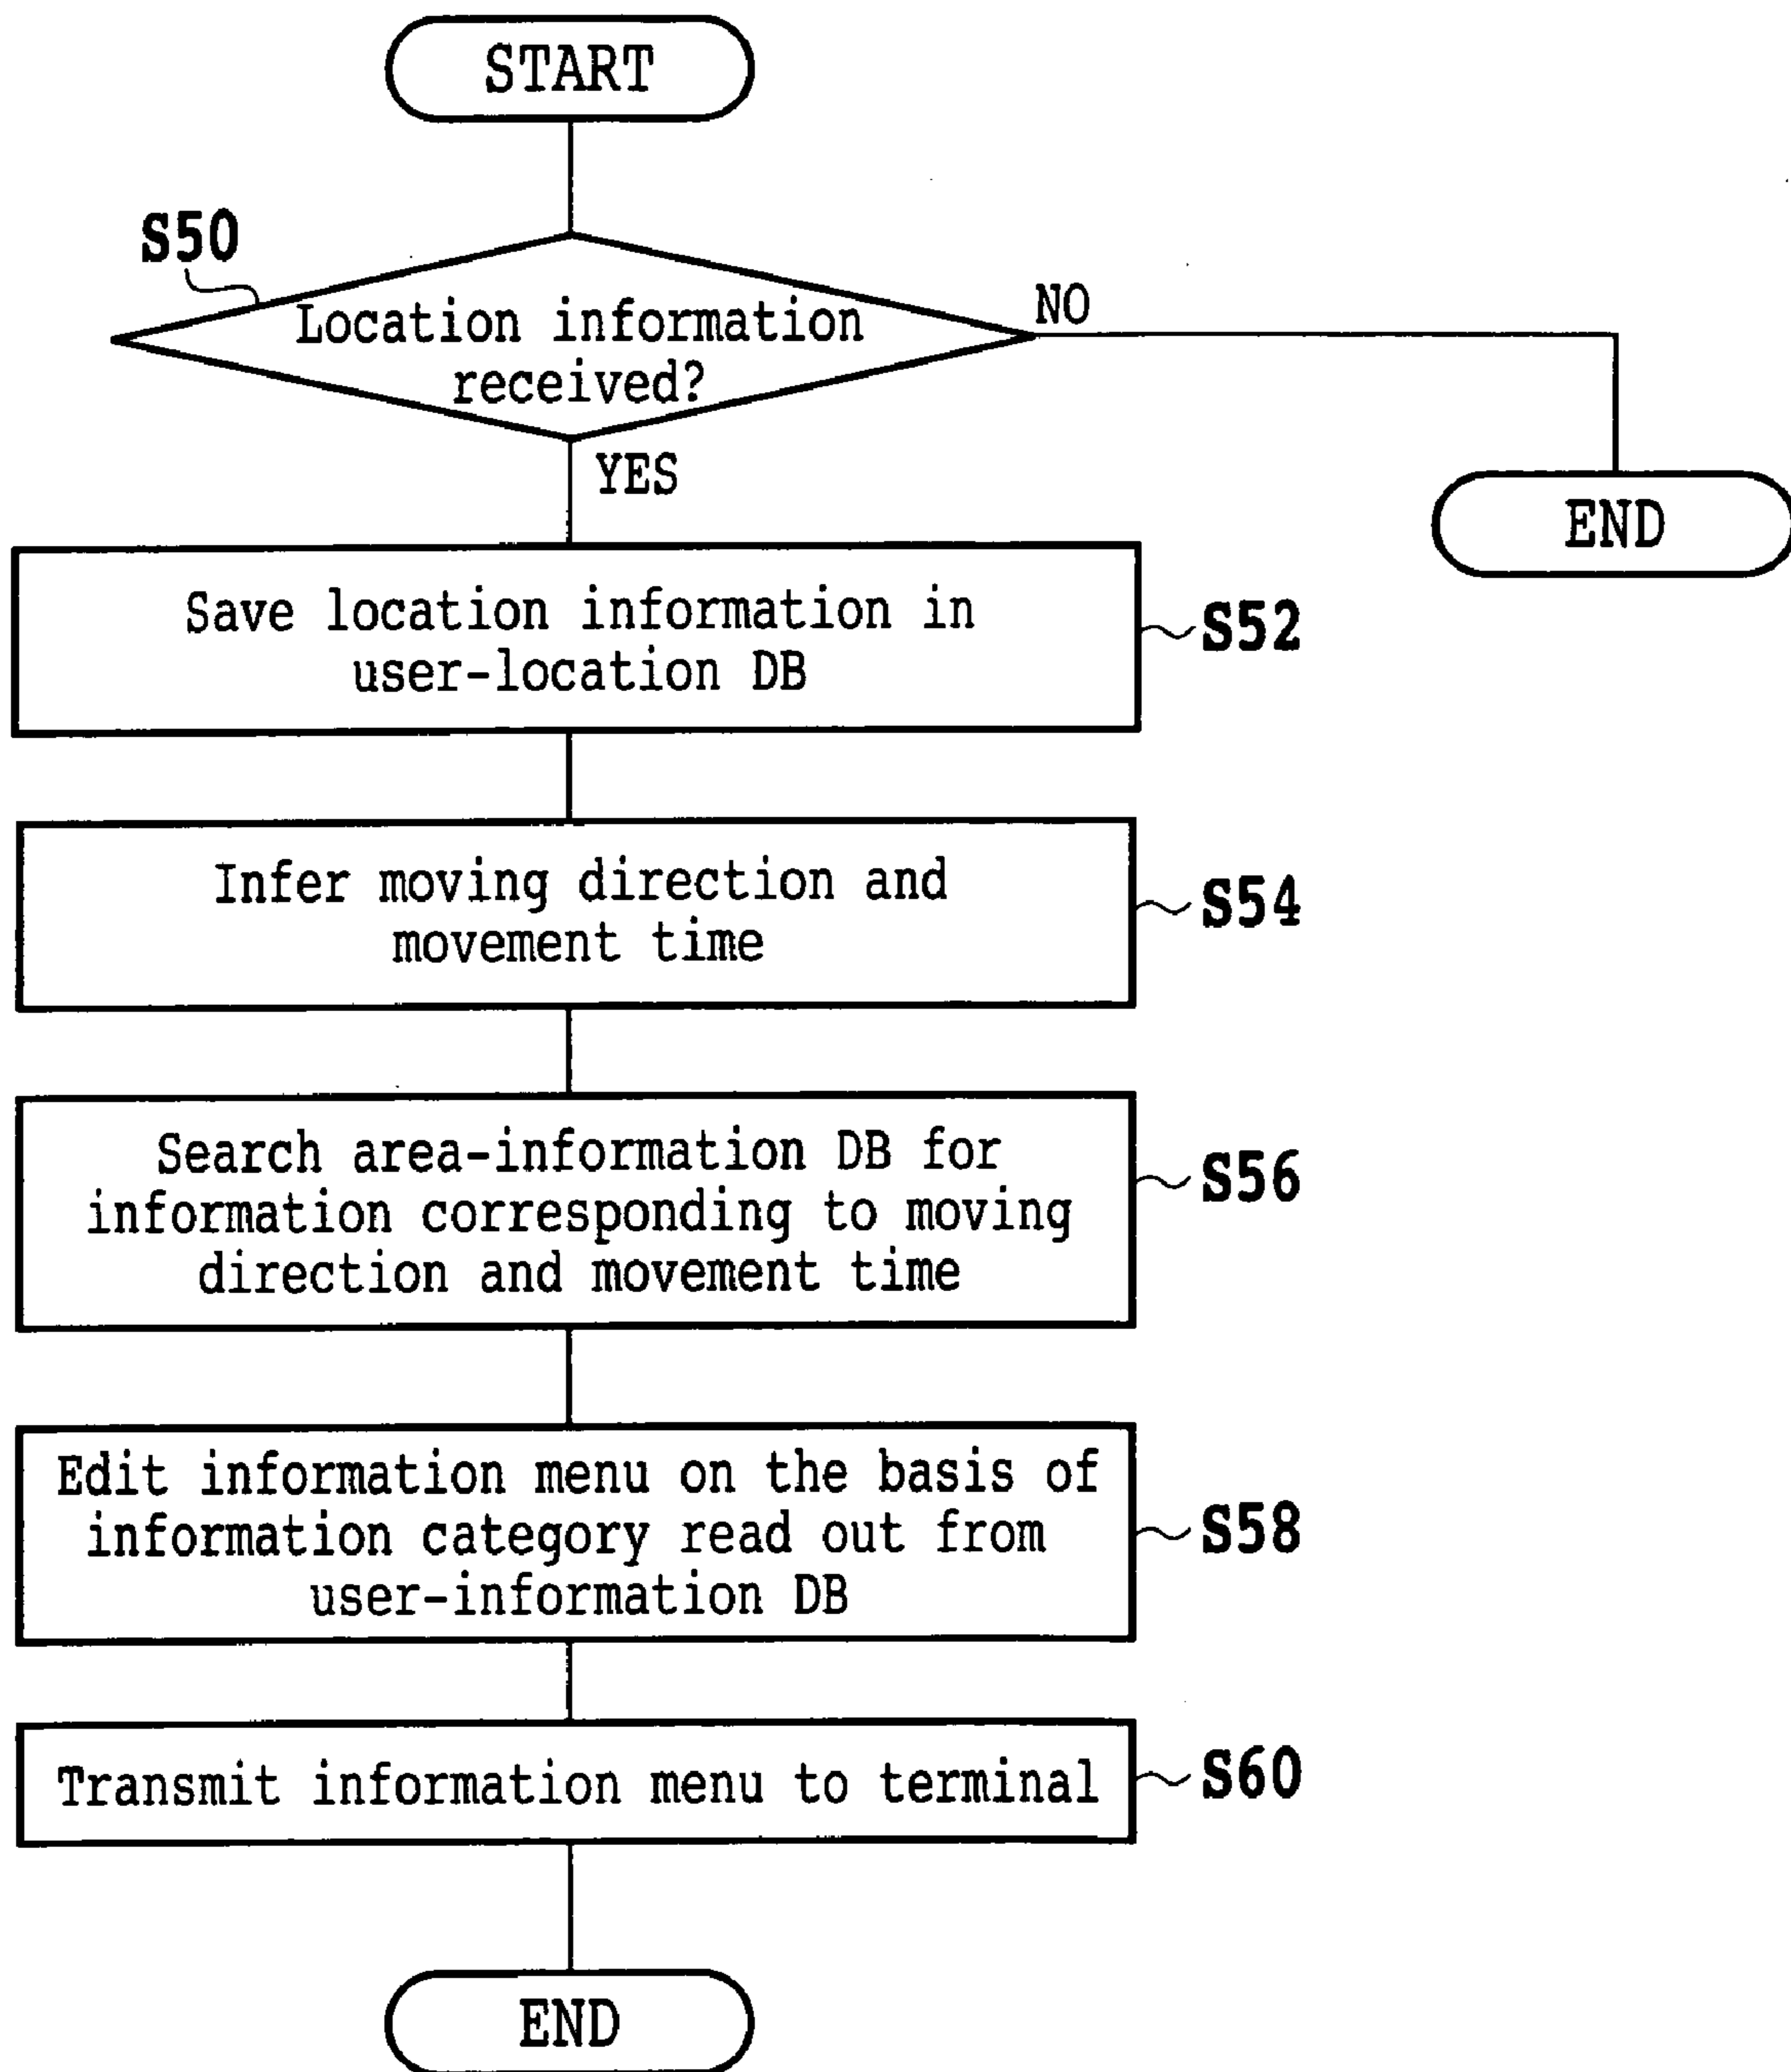 START
S50
Location information
received?
NO
YES
END
Save location information in
user-location DB
S52
Infer moving direction and
movement time
S54
Search area-information DB for
information corresponding to moving
direction and movement time
S56
Edit information menu on the basis of
information category read out from
user-information DB
S58
Transmit information menu to terminal
S60
END